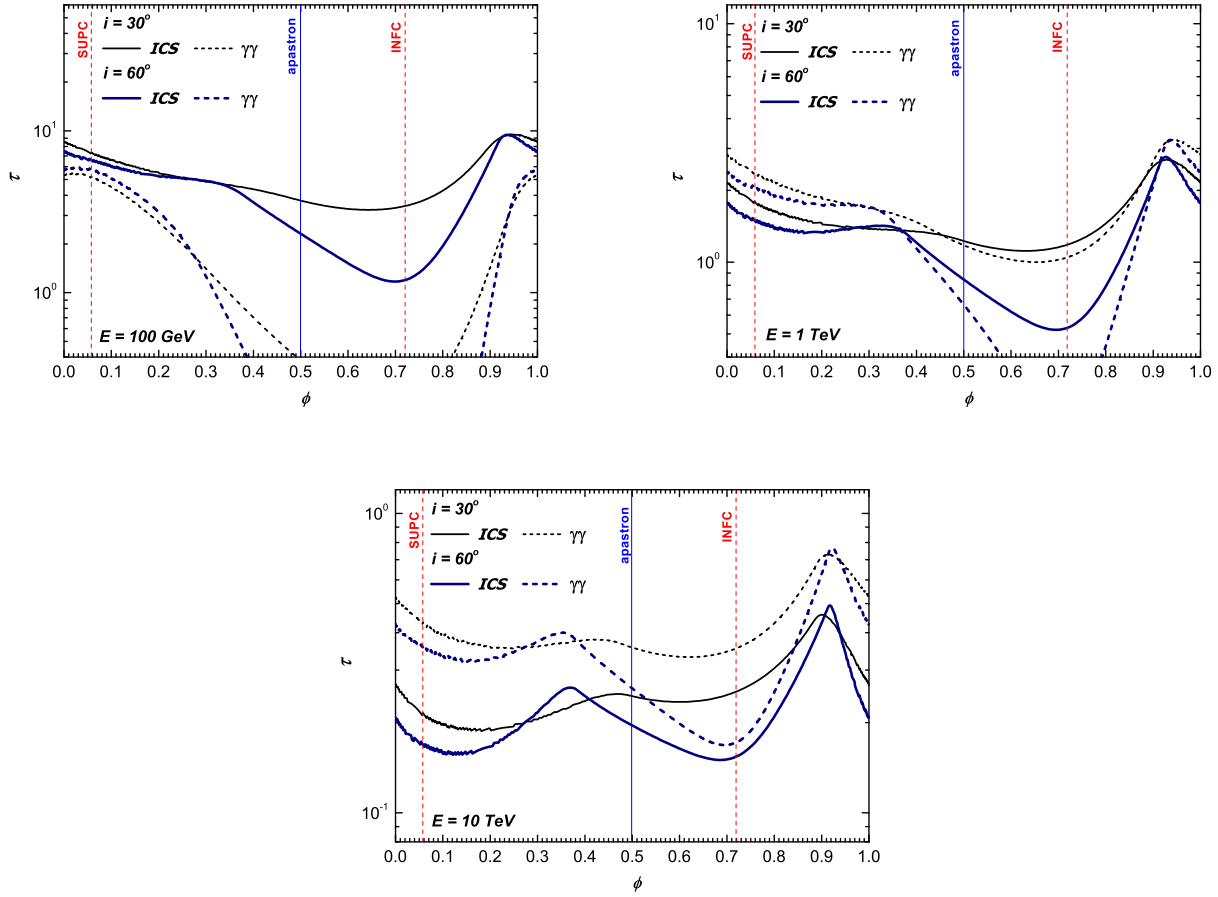 i = 30°
ICS γγ
i = 60°
ICS γγ
SUPC
apastron
INFC
10¹
10⁰
τ
E = 100 GeV
0.0 0.1 0.2 0.3 0.4 0.5 0.6 0.7 0.8 0.9 1.0
ϕ
i = 30°
ICS γγ
i = 60°
ICS γγ
SUPC
apastron
INFC
10¹
10⁰
τ
E = 1 TeV
0.0 0.1 0.2 0.3 0.4 0.5 0.6 0.7 0.8 0.9 1.0
ϕ
i = 30°
ICS γγ
i = 60°
ICS γγ
SUPC
apastron
INFC
10⁰
10⁻¹
τ
E = 10 TeV
0.0 0.1 0.2 0.3 0.4 0.5 0.6 0.7 0.8 0.9 1.0
ϕ